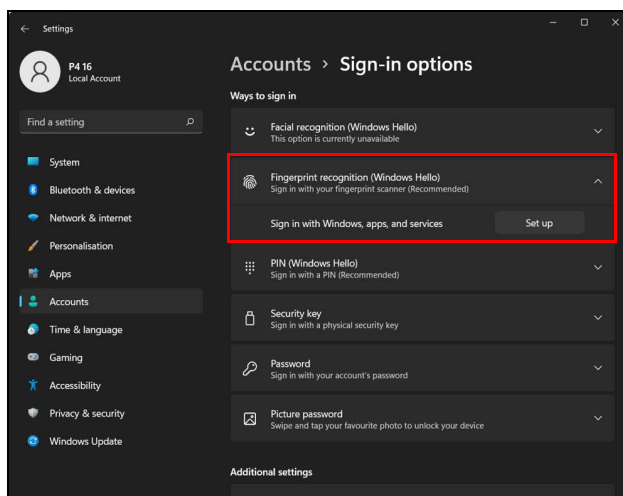 Settings
P4 16
Local Account
Find a setting
System
Bluetooth & devices
Network & internet
Personalisation
Apps
Accounts
Time & language
Gaming
Accessibility
Privacy & security
Windows Update
Accounts > Sign-in options
Ways to sign in
Facial recognition (Windows Hello)
This option is currently unavailable
Fingerprint recognition (Windows Hello)
Sign in with your fingerprint scanner (Recommended)
Sign in with Windows, apps, and services
Set up
PIN (Windows Hello)
Sign in with a PIN (Recommended)
Security key
Sign in with a physical security key
Password
Sign in with your account's password
Picture password
Swipe and tap your favourite photo to unlock your device
Additional settings